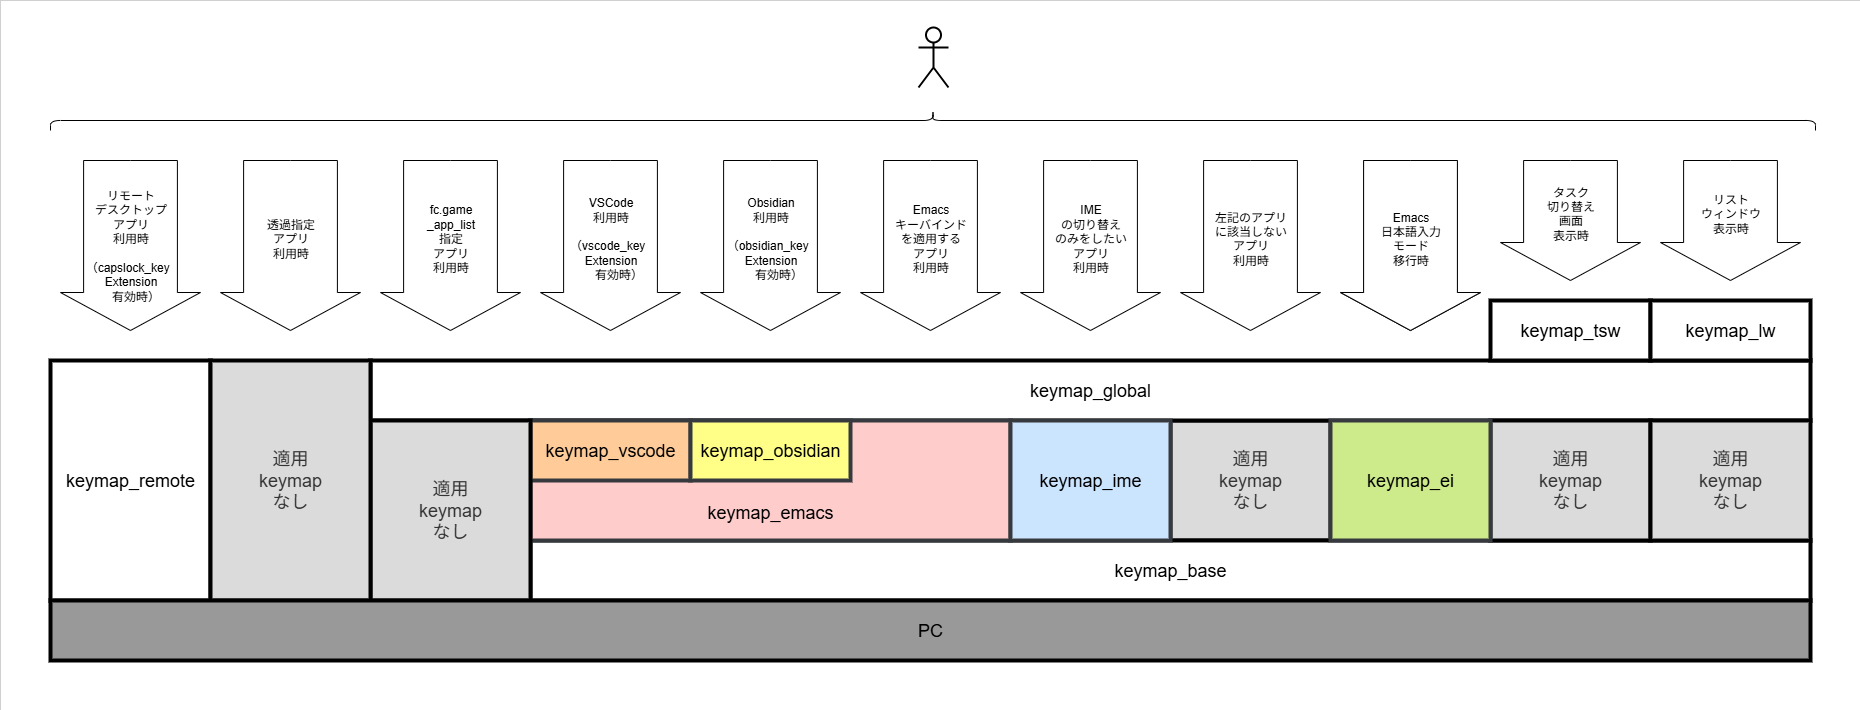 リモート
デスクトップ
アプリ
利用時
（capslock_key
Extension
有効時）
透過指定
アプリ
利用時
fc.game
_app_list
指定
アプリ
利用時
VSCode
利用時
（vscode_key
Extension
有効時）
Obsidian
利用時
（obsidian_key
Extension
有効時）
Emacs
キーバインド
を適用する
アプリ
利用時
IME
の切り替え
のみをしたい
アプリ
利用時
左記のアプリ
に該当しない
アプリ
利用時
Emacs
日本語入力
モード
移行時
タスク
切り替え
画面
表示時
リスト
ウィンドウ
表示時
keymap_tsw
keymap_lw
keymap_remote
適用
keymap
なし
keymap_global
適用
keymap
なし
keymap_vscode
keymap_obsidian
keymap_emacs
keymap_ime
適用
keymap
なし
keymap_ei
適用
keymap
なし
適用
keymap
なし
keymap_base
PC